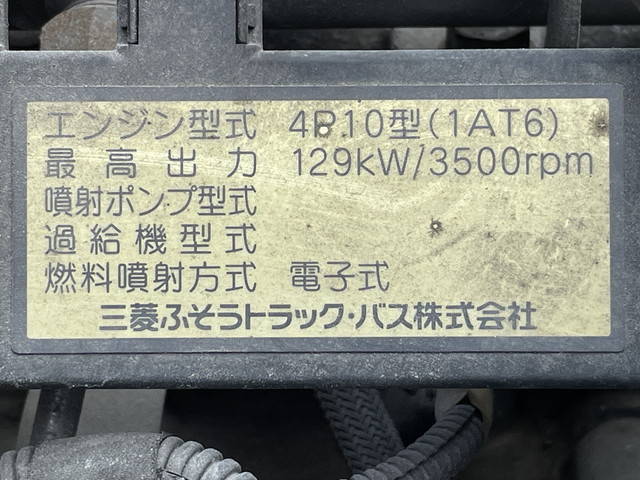 エンジン型式 4P10型(1AT6)
最高出力 129kW/3500rpm
噴射ポンプ型式
過給機型式
燃料噴射方式 電子式
三菱ふそうトラック・バス株式会社